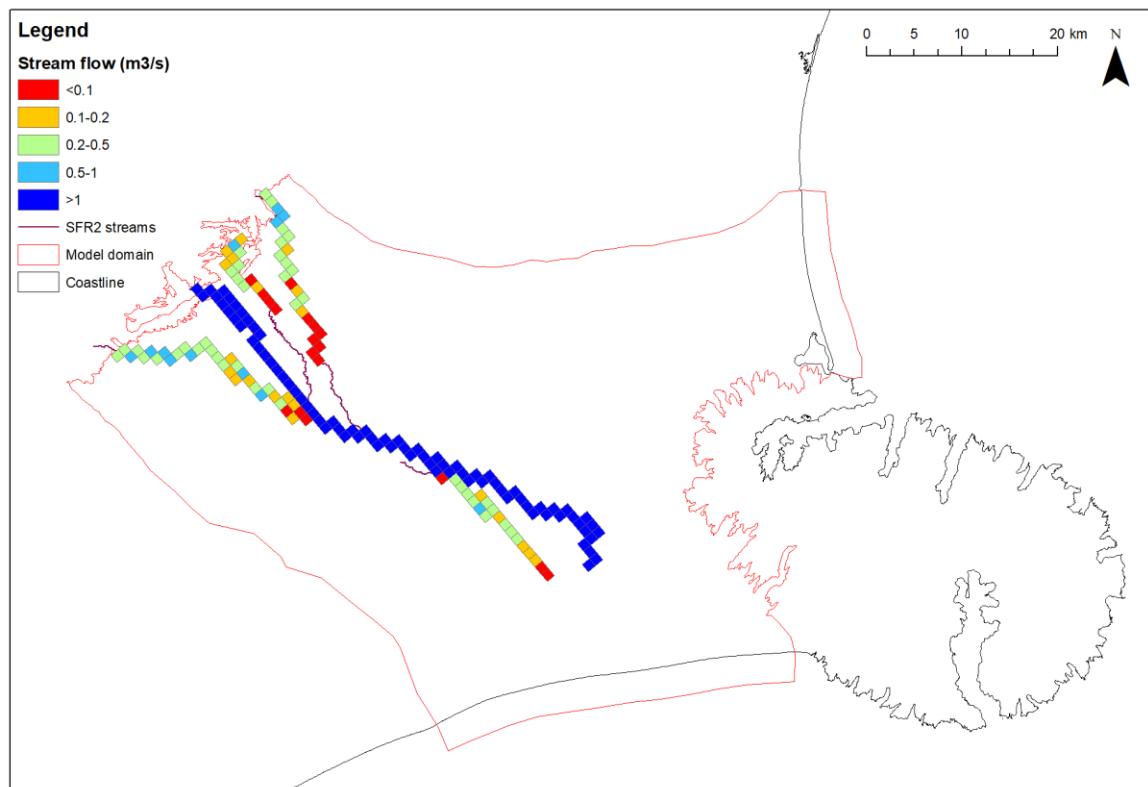 Legend
Stream flow (m3/s)
<0.1
0.1-0.2
0.2-0.5
0.5-1
>1
SFR2 streams
Model domain
Coastline
0 5 10 20 km
N